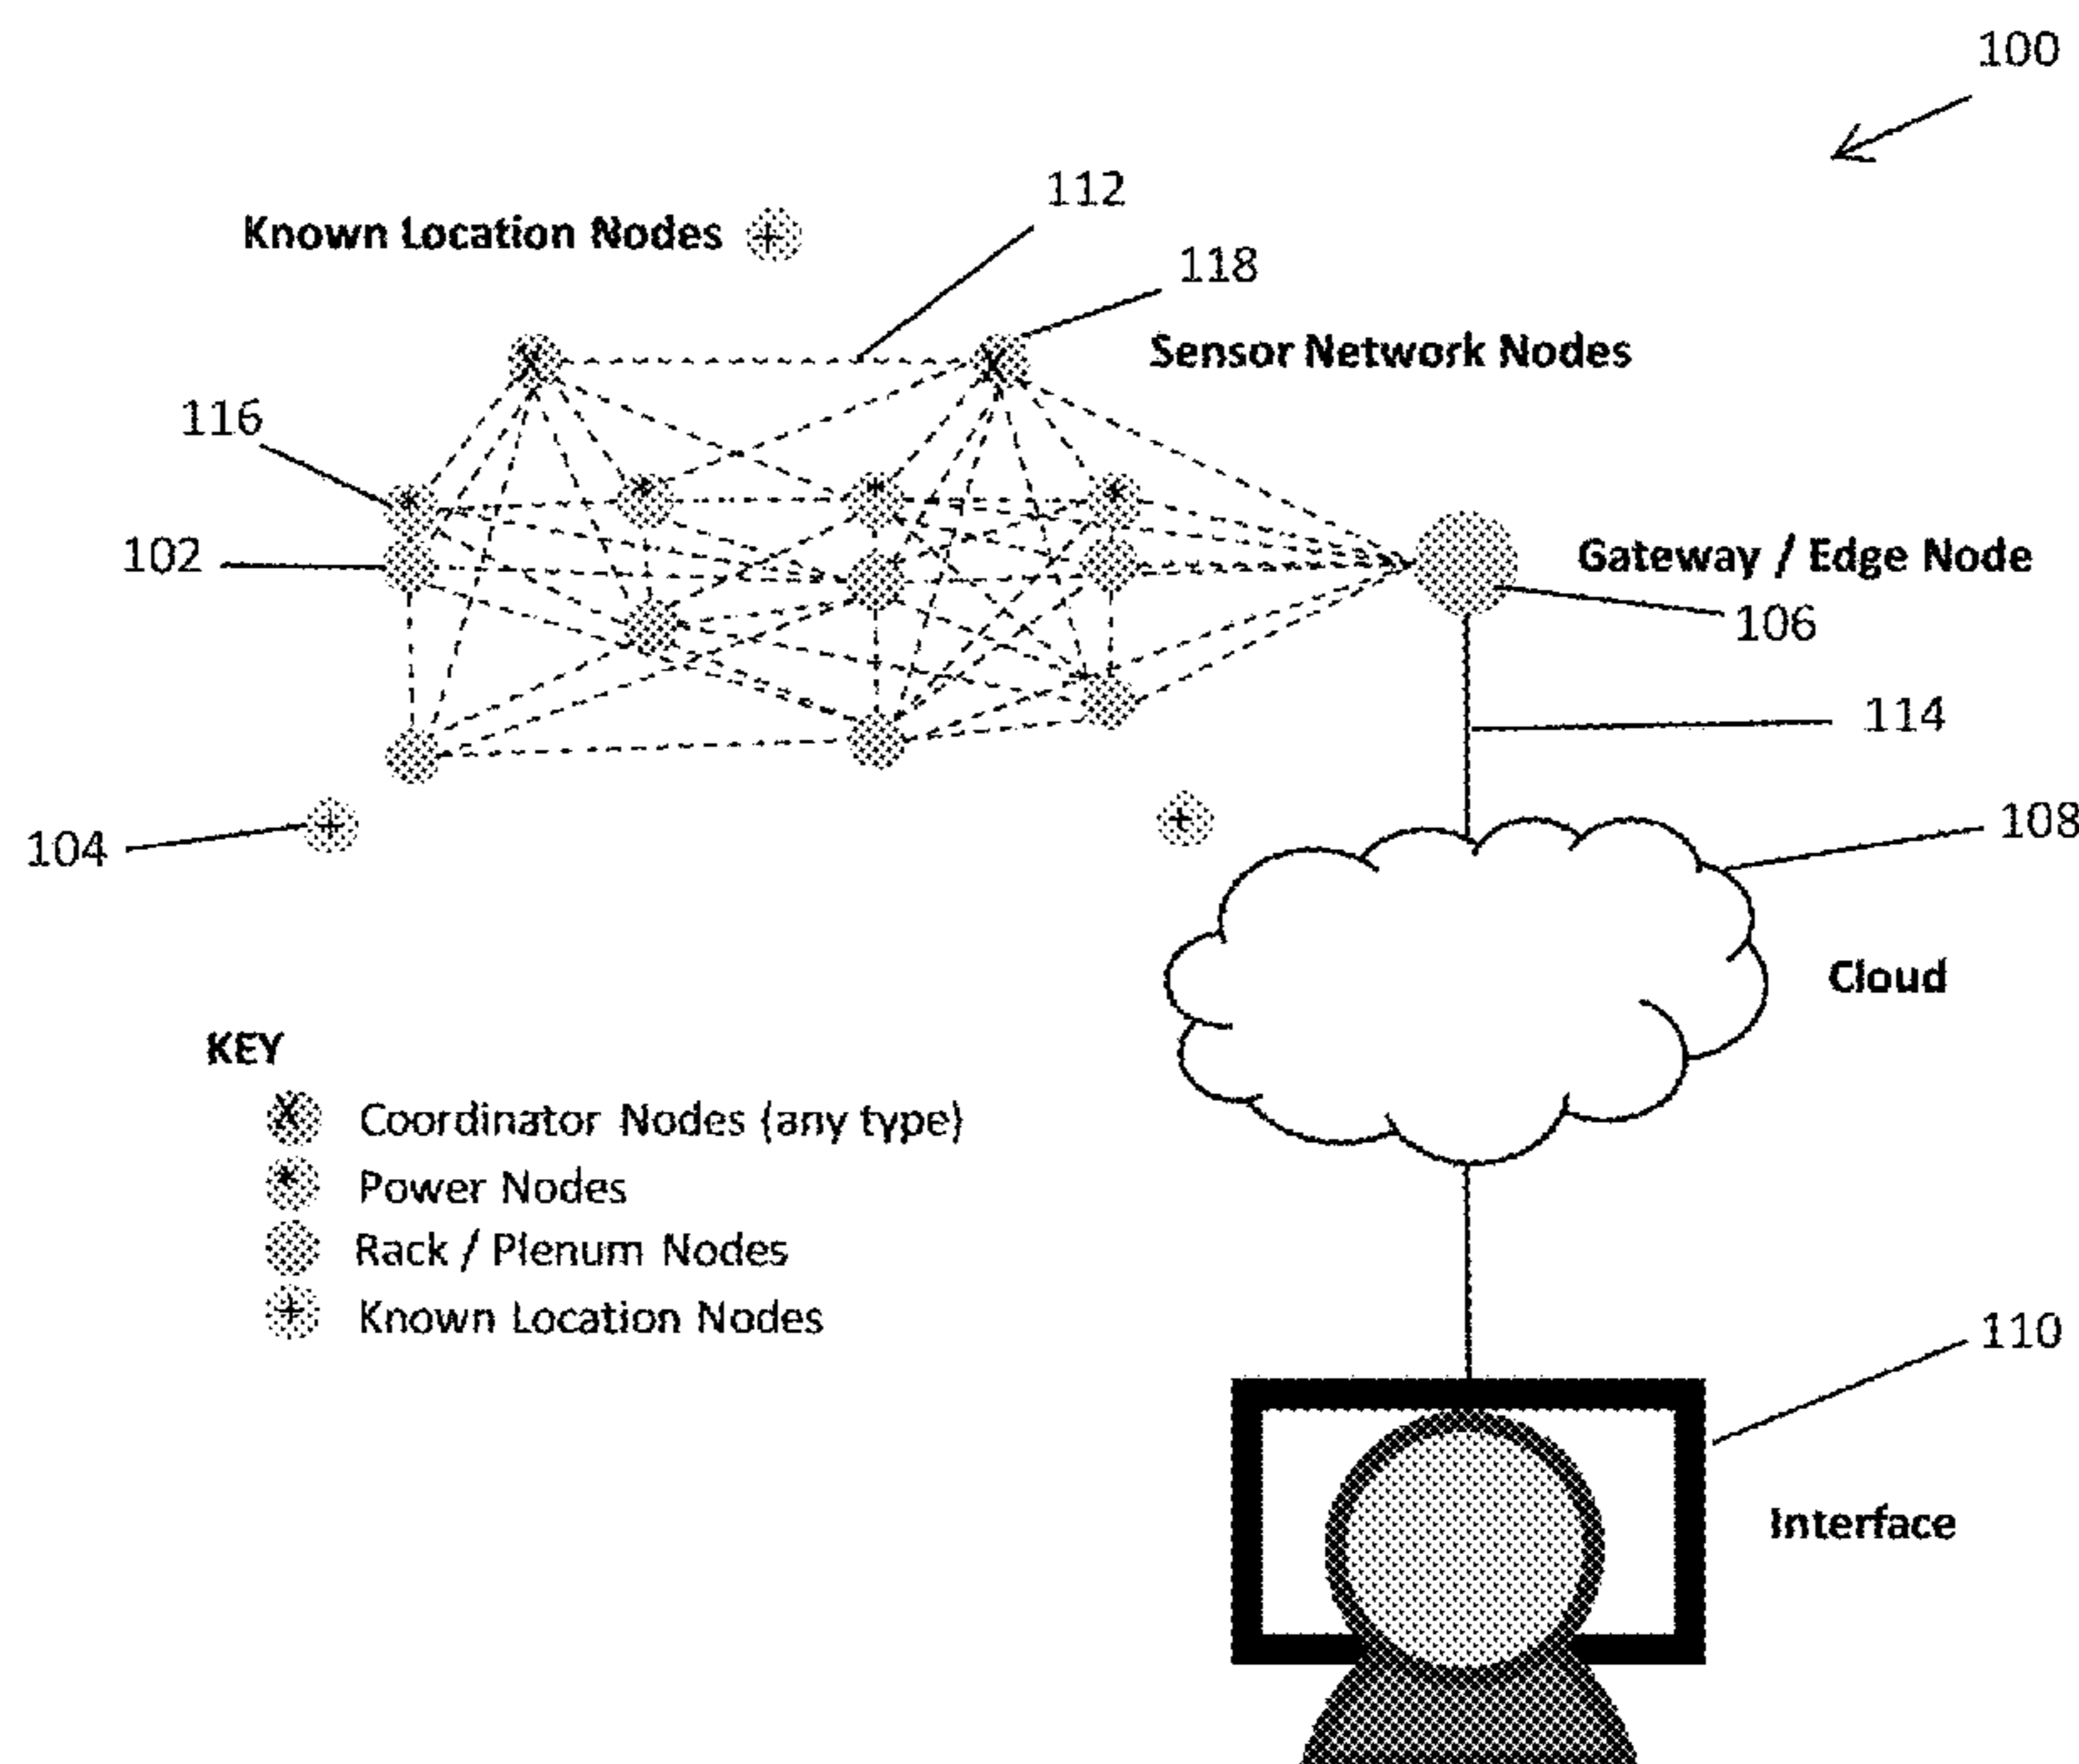 100
112
Known Location Nodes
118
Sensor Network Nodes
116
102
Gateway / Edge Node
106
114
104
108
Cloud
KEY
Coordinator Nodes (any type)
Power Nodes
Rack / Plenum Nodes
Known Location Nodes
110
Interface